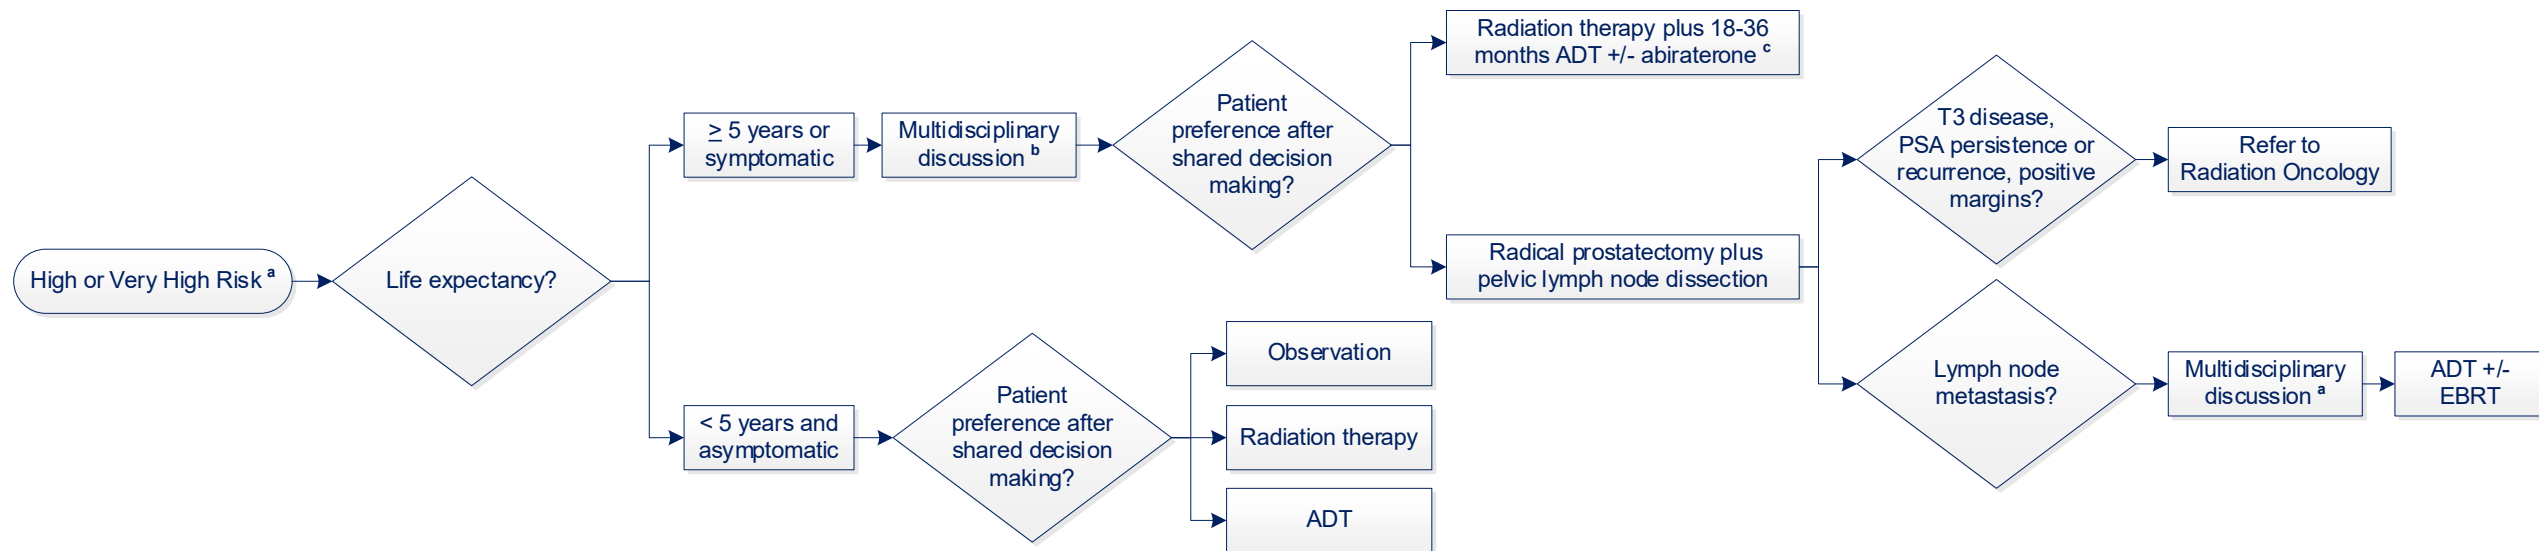 High or Very High Risk a
Life expectancy?
≥ 5 years or
symptomatic
Multidisciplinary
discussion b
Patient
preference after
shared decision
making?
Radiation therapy plus 18-36
months ADT +/- abiraterone c
Radical prostatectomy plus
pelvic lymph node dissection
T3 disease,
PSA persistence or
recurrence, positive
margins?
Refer to
Radiation Oncology
Lymph node
metastasis?
Multidisciplinary
discussion a
ADT +/-
EBRT
< 5 years and
asymptomatic
Patient
preference after
shared decision
making?
Observation
Radiation therapy
ADT